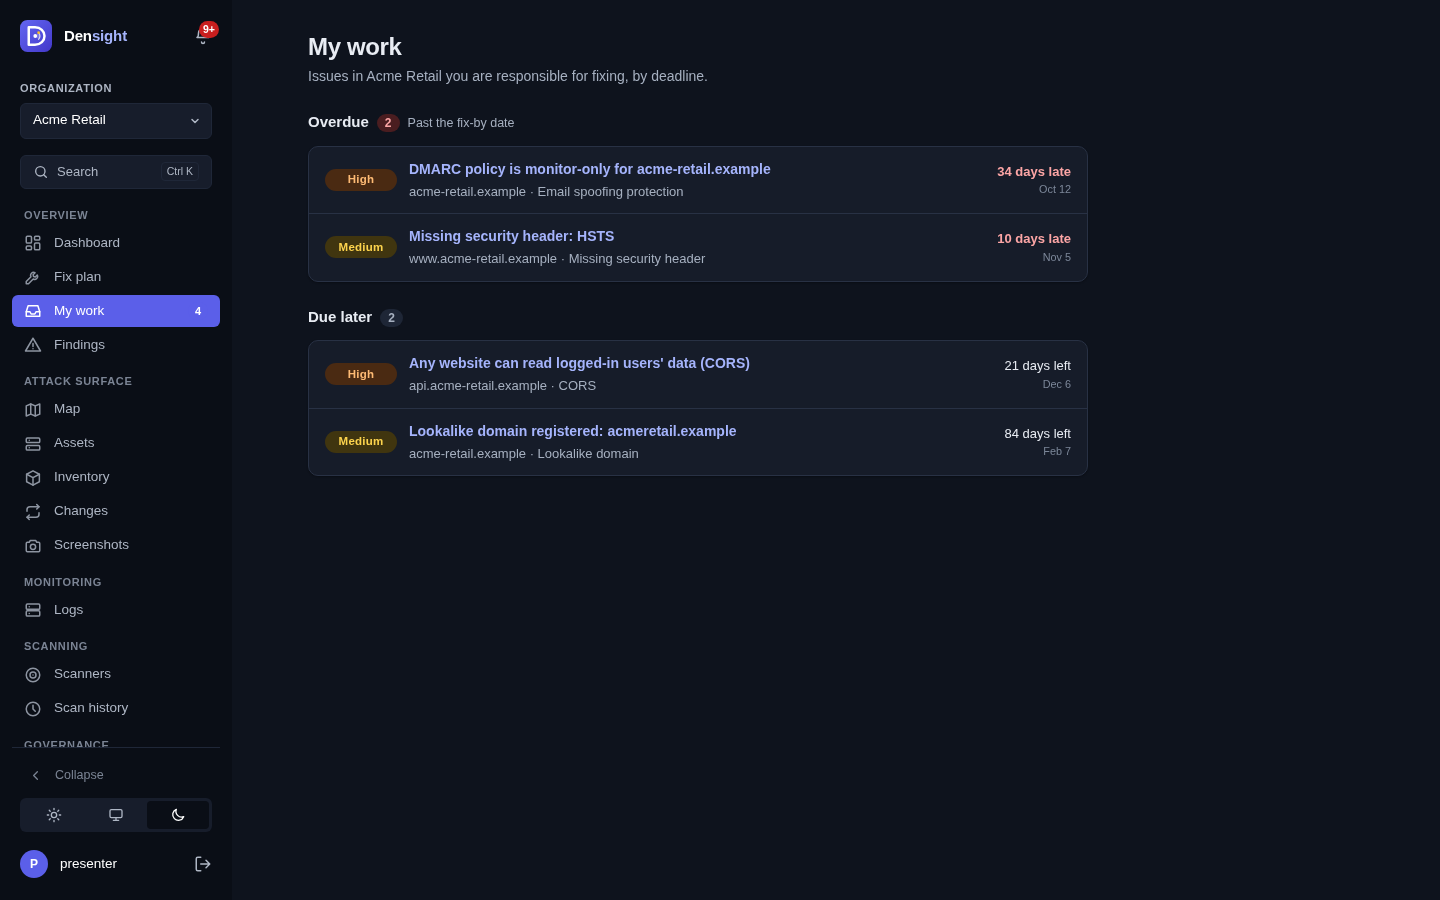 Densight
9+
ORGANIZATION
Acme Retail
Search Ctrl K
OVERVIEW
Dashboard
Fix plan
My work 4
Findings
ATTACK SURFACE
Map
Assets
Inventory
Changes
Screenshots
MONITORING
Logs
SCANNING
Scanners
Scan history
GOVERNANCE
Collapse
P presenter
My work
Issues in Acme Retail you are responsible for fixing, by deadline.
Overdue 2 Past the fix-by date
High DMARC policy is monitor-only for acme-retail.example 34 days late
acme-retail.example · Email spoofing protection Oct 12
Medium Missing security header: HSTS 10 days late
www.acme-retail.example · Missing security header Nov 5
Due later 2
High Any website can read logged-in users' data (CORS) 21 days left
api.acme-retail.example · CORS Dec 6
Medium Lookalike domain registered: acmeretail.example 84 days left
acme-retail.example · Lookalike domain Feb 7